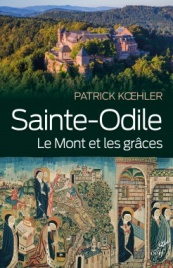 PATRICK KŒHLER
Sainte-Odile
Le Mont et les grâces